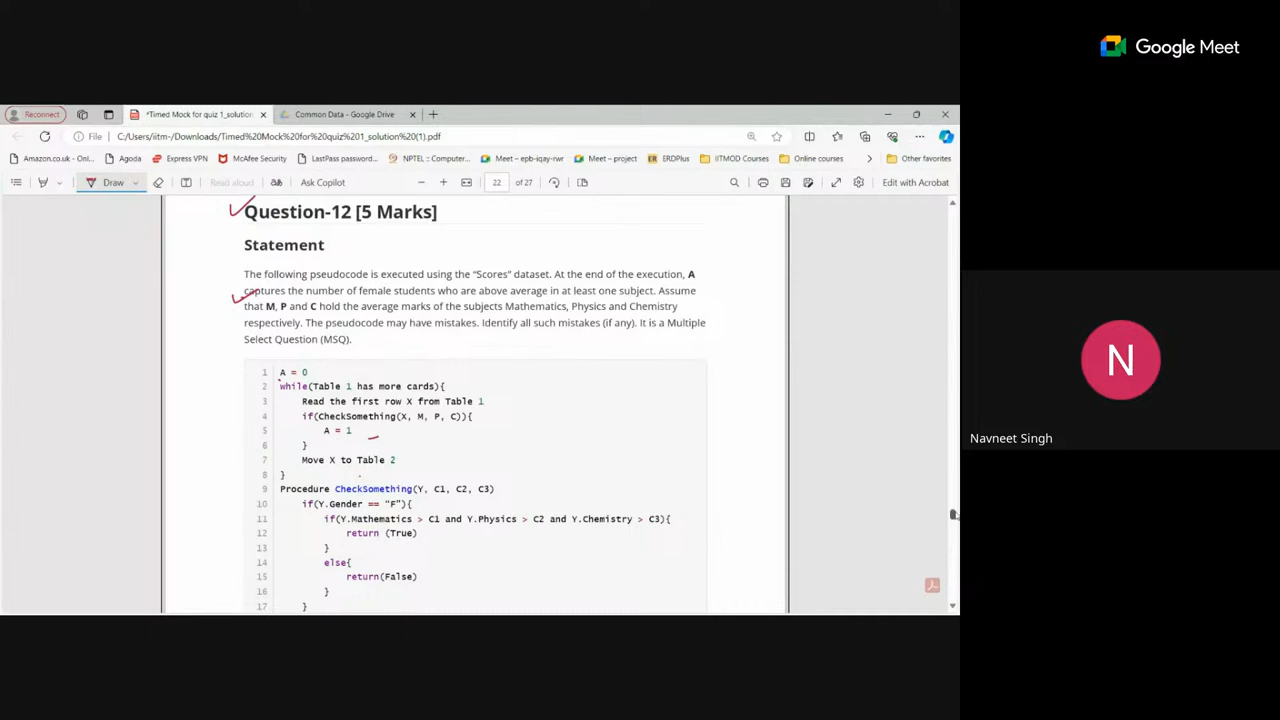 Google Meet
Reconnect
*Timed Mock for quiz 1_solution
Common Data - Google Drive
File
C:/Users/iitm-/Downloads/Timed%20Mock%20for%20quiz%201_solution%20(1).pdf
Amazon.co.uk - Onl...
Agoda
Express VPN
McAfee Security
LastPass password...
NPTEL :: Computer...
Meet – epb-iqay-rwr
Meet – project
ERDPlus
IITMOD Courses
Online courses
Other favorites
Draw
Read aloud
Ask Copilot
22 of 27
Edit with Acrobat
Question-12 [5 Marks]
Statement
The following pseudocode is executed using the “Scores” dataset. At the end of the execution, A
captures the number of female students who are above average in at least one subject. Assume
that M, P and C hold the average marks of the subjects Mathematics, Physics and Chemistry
respectively. The pseudocode may have mistakes. Identify all such mistakes (if any). It is a Multiple
Select Question (MSQ).
1 A = 0
2 while(Table 1 has more cards){
3 Read the first row X from Table 1
4 if(CheckSomething(X, M, P, C)){
5 A = 1
6 }
7 Move X to Table 2
8 }
9 Procedure CheckSomething(Y, C1, C2, C3)
10 if(Y.Gender == “F”){
11 if(Y.Mathematics > C1 and Y.Physics > C2 and Y.Chemistry > C3){
12 return (True)
13 }
14 else{
15 return(False)
16 }
17 }
N
Navneet Singh